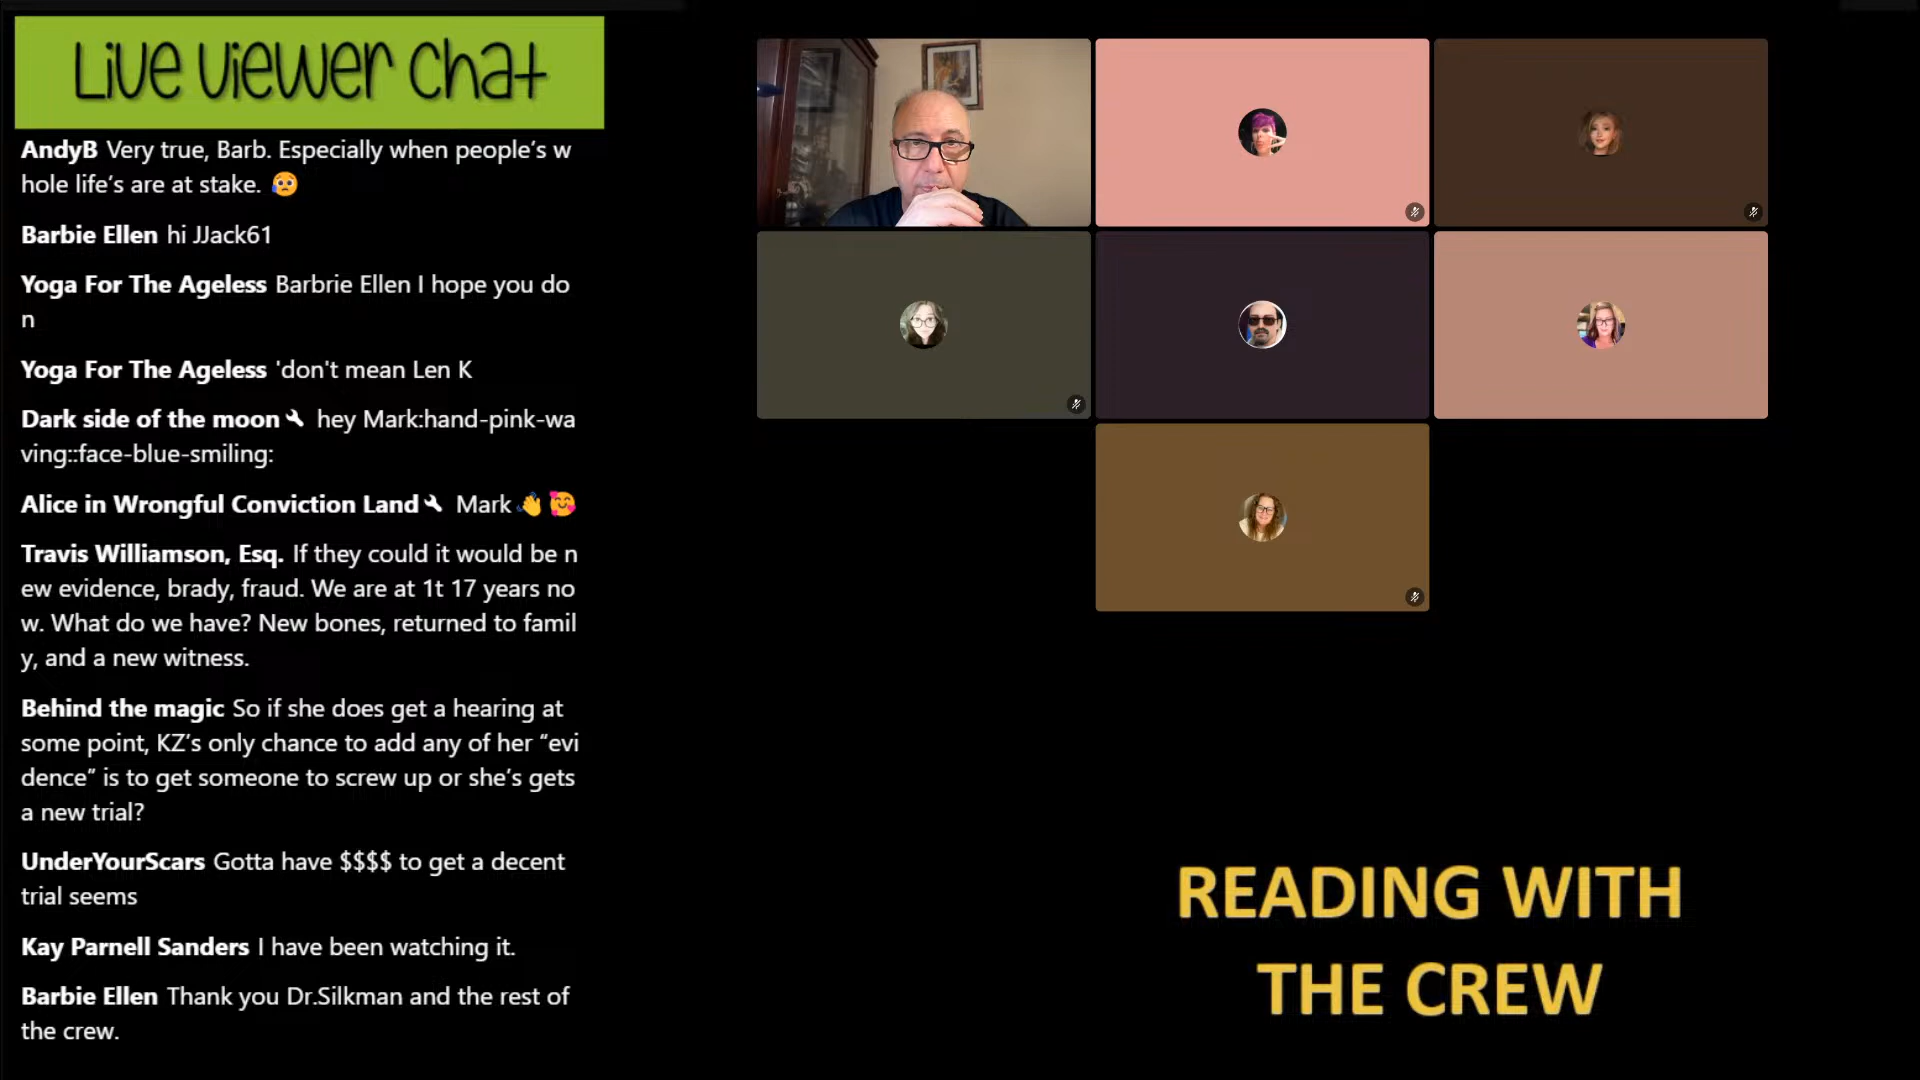 Live Viewer Chat
AndyB Very true, Barb. Especially when people's w
hole life's are at stake. 😥
Barbie Ellen hi JJack61
Yoga For The Ageless Barbrie Ellen I hope you do
n
Yoga For The Ageless 'don't mean Len K
Dark side of the moon hey Mark:hand-pink-wa
ving::face-blue-smiling:
Alice in Wrongful Conviction Land Mark 👋 🥰
Travis Williamson, Esq. If they could it would be n
ew evidence, brady, fraud. We are at 1t 17 years no
w. What do we have? New bones, returned to famil
y, and a new witness.
Behind the magic So if she does get a hearing at
some point, KZ's only chance to add any of her “evi
dence” is to get someone to screw up or she's gets
a new trial?
UnderYourScars Gotta have $$$$ to get a decent
trial seems
Kay Parnell Sanders I have been watching it.
Barbie Ellen Thank you Dr.Silkman and the rest of
the crew.
READING WITH
THE CREW